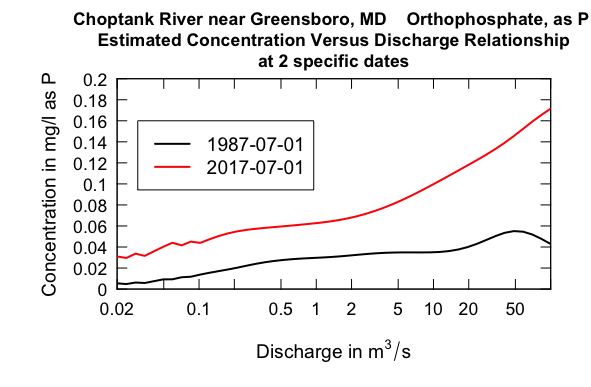 Choptank River near Greensboro, MD    Orthophosphate, as P
Estimated Concentration Versus Discharge Relationship
at 2 specific dates
Concentration in mg/l as P
0.2
0.18
0.16
0.14
0.12
0.1
0.08
0.06
0.04
0.02
0
1987-07-01
2017-07-01
0.02 0.1 0.5 1 2 5 10 20 50
Discharge in m³/s